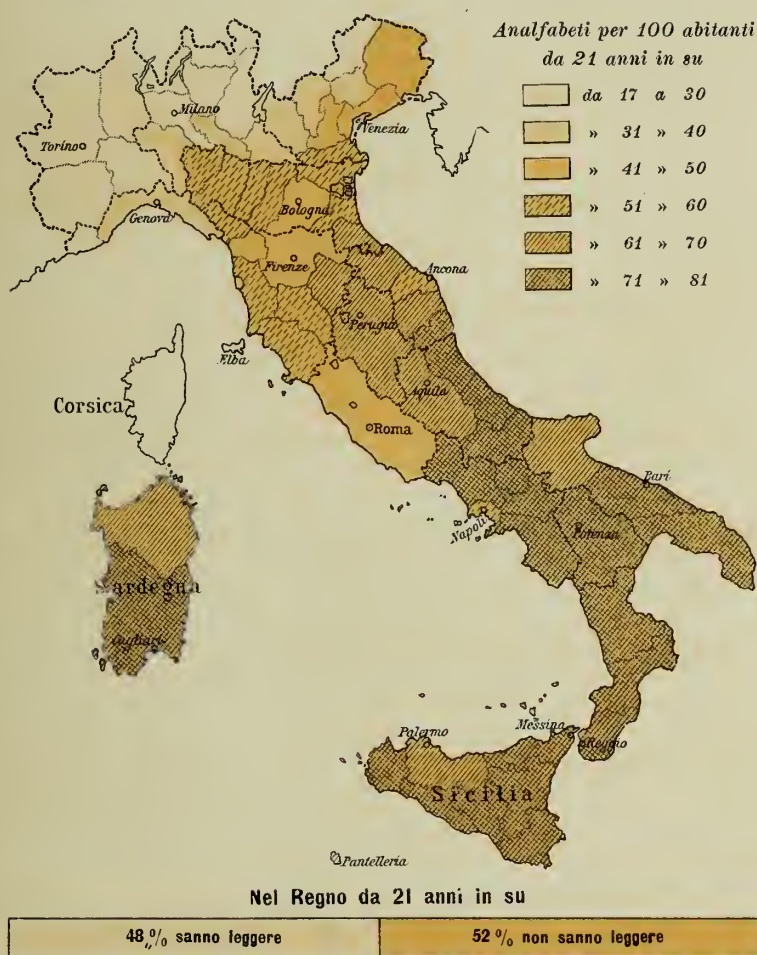 Analfabeti per 100 abitanti
da 21 anni in su
da 17 a 30
» 31 » 40
» 41 » 50
» 51 » 60
» 61 » 70
» 71 » 81
Milano
Torino
Venezia
Genova
Bologna
Firenze
Ancona
Perugia
Elba
Aquila
Corsica
Roma
Bari
Napoli
Potenza
Sardegna
Cagliari
Messina
Palermo
Reggio
Sicilia
Pantelleria
Nel Regno da 21 anni in su
48 % sanno leggere
52 % non sanno leggere